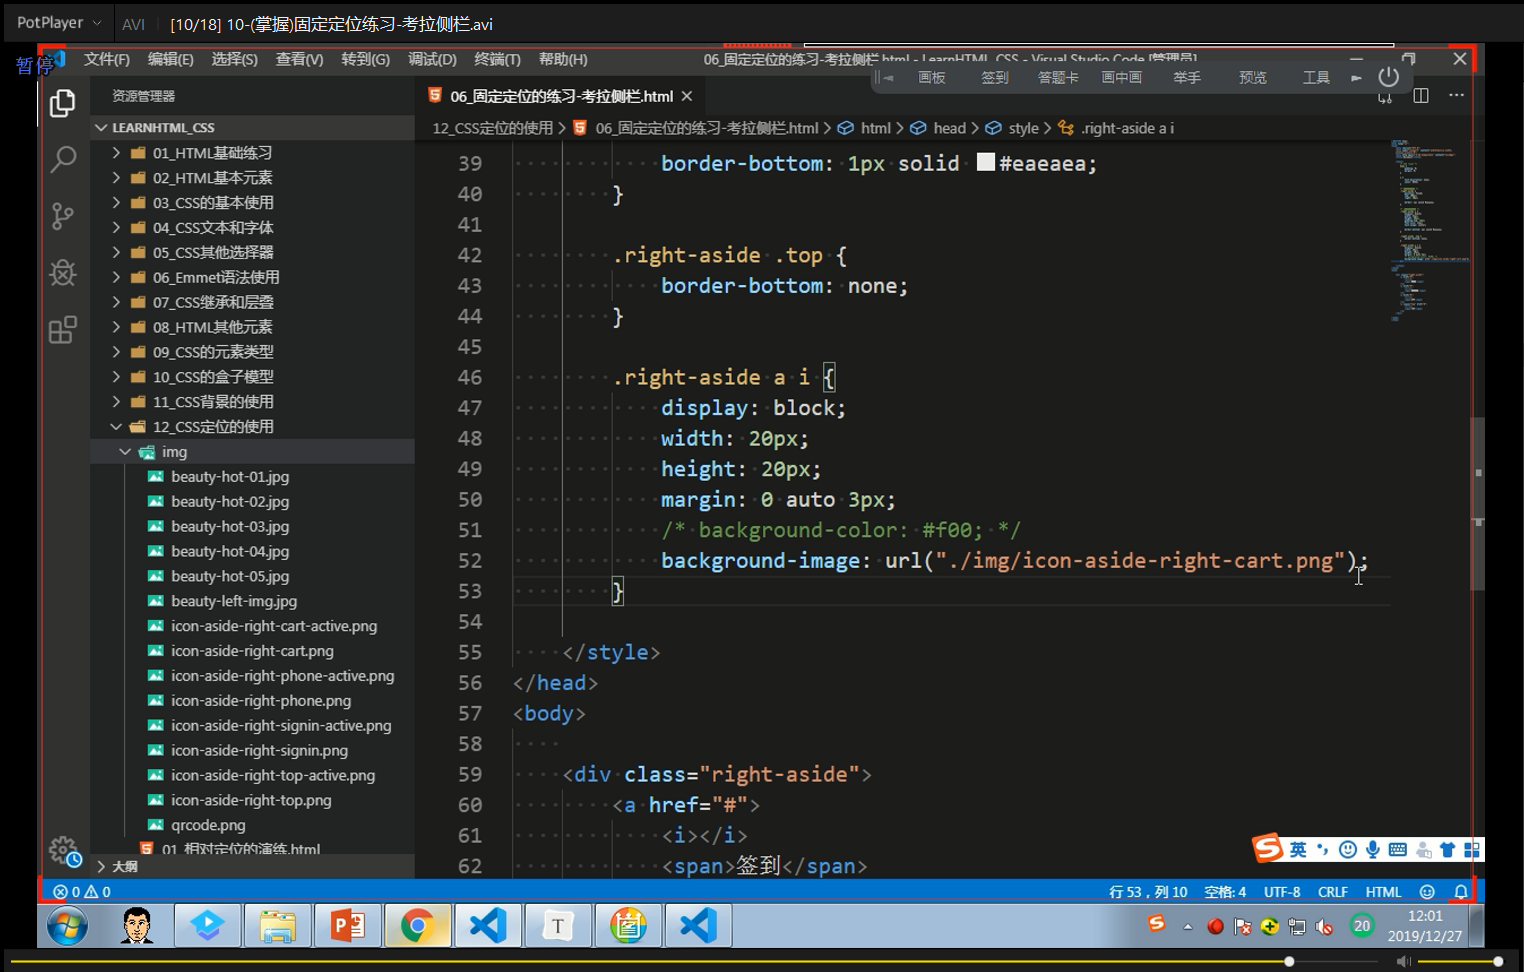 PotPlayer
AVI
[10/18] 10-(掌握)固定定位练习-考拉侧栏.avi
暂停
文件(F) 编辑(E) 选择(S) 查看(V) 转到(G) 调试(D) 终端(T) 帮助(H)
06_固定定位的练习-考拉侧栏.html - LearnHTML_CSS - Visual Studio Code [管理员]
画板 签到 答题卡 画中画 举手 预览 工具
资源管理器
06_固定定位的练习-考拉侧栏.html
LEARNHTML_CSS
12_CSS定位的使用 > 06_固定定位的练习-考拉侧栏.html > html > head > style > .right-aside a i
01_HTML基础练习
02_HTML基本元素
03_CSS的基本使用
04_CSS文本和字体
05_CSS其他选择器
06_Emmet语法使用
07_CSS继承和层叠
08_HTML其他元素
09_CSS的元素类型
10_CSS的盒子模型
11_CSS背景的使用
12_CSS定位的使用
img
beauty-hot-01.jpg
beauty-hot-02.jpg
beauty-hot-03.jpg
beauty-hot-04.jpg
beauty-hot-05.jpg
beauty-left-img.jpg
icon-aside-right-cart-active.png
icon-aside-right-cart.png
icon-aside-right-phone-active.png
icon-aside-right-phone.png
icon-aside-right-signin-active.png
icon-aside-right-signin.png
icon-aside-right-top-active.png
icon-aside-right-top.png
qrcode.png
01_相对定位的演练.html
大纲
39 border-bottom: 1px solid #eaeaea;
40 }
41
42 .right-aside .top {
43 border-bottom: none;
44 }
45
46 .right-aside a i {
47 display: block;
48 width: 20px;
49 height: 20px;
50 margin: 0 auto 3px;
51 /* background-color: #f00; */
52 background-image: url("./img/icon-aside-right-cart.png");
53 }
54
55 </style>
56 </head>
57 <body>
58
59 <div class="right-aside">
60 <a href="#">
61 <i></i>
62 <span>签到</span>
英
0 0
行 53，列 10 空格: 4 UTF-8 CRLF HTML
20
12:01
2019/12/27